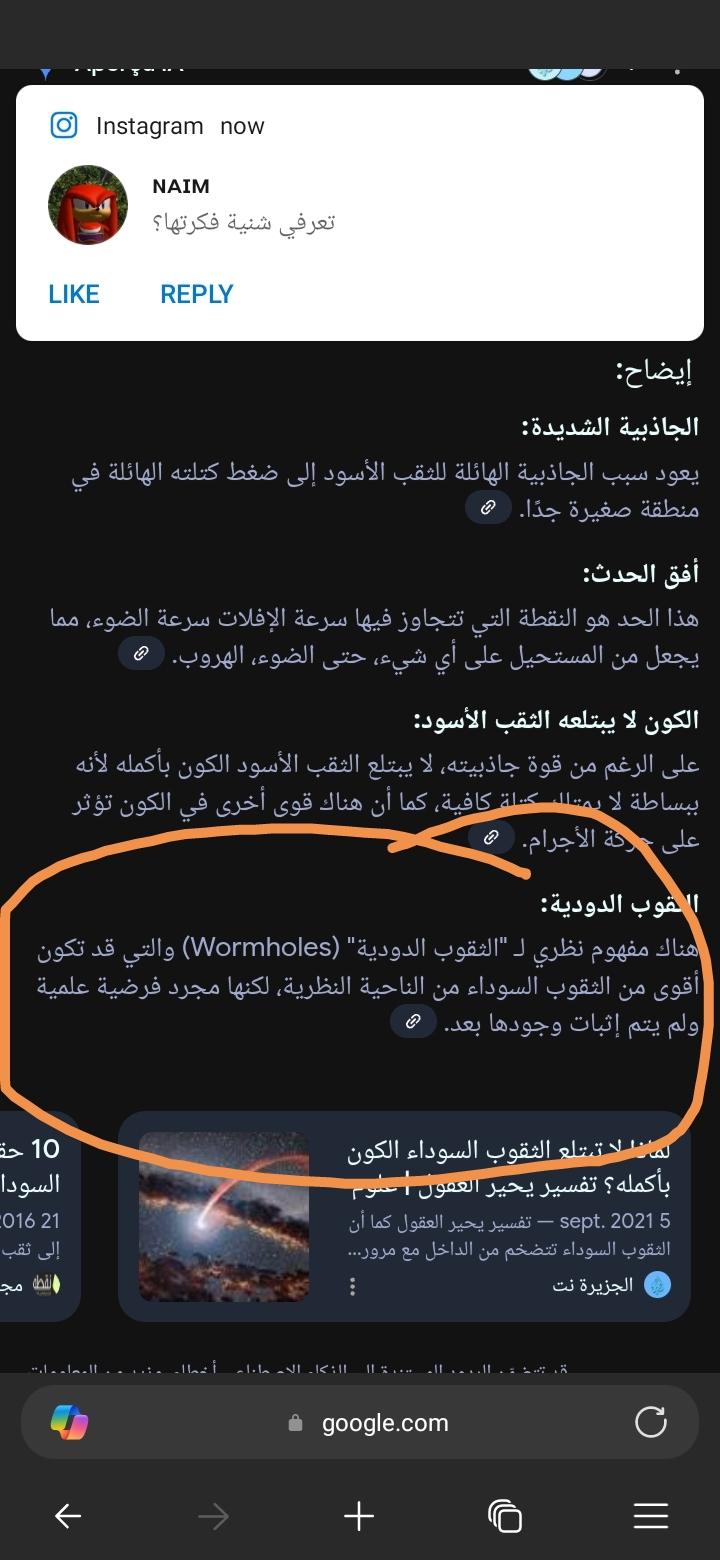 Aperçu IA
Instagram now
NAIM
تعرفي شنية فكرتها؟
LIKE REPLY
إيضاح:
الجاذبية الشديدة:
يعود سبب الجاذبية الهائلة للثقب الأسود إلى ضغط كتلته الهائلة في
منطقة صغيرة جدًا.
أفق الحدث:
هذا الحد هو النقطة التي تتجاوز فيها سرعة الإفلات سرعة الضوء، مما
يجعل من المستحيل على أي شيء، حتى الضوء، الهروب.
الكون لا يبتلعه الثقب الأسود:
على الرغم من قوة جاذبيته، لا يبتلع الثقب الأسود الكون بأكمله لأنه
ببساطة لا يمتلك كتلة كافية، كما أن هناك قوى أخرى في الكون تؤثر
على حركة الأجرام.
الثقوب الدودية:
هناك مفهوم نظري لـ "الثقوب الدودية" (Wormholes) والتي قد تكون
أقوى من الثقوب السوداء من الناحية النظرية، لكنها مجرد فرضية علمية
ولم يتم إثبات وجودها بعد.
لماذا لا تبتلع الثقوب السوداء الكون
بأكمله؟ تفسير يحير العقول | علوم
5 sept. 2021 — تفسير يحير العقول كما أن
الثقوب السوداء تتضخم من الداخل مع مرور...
الجزيرة نت
10 حق
السودا
21 2016
إلى ثقب
نقطة
مج
google.com